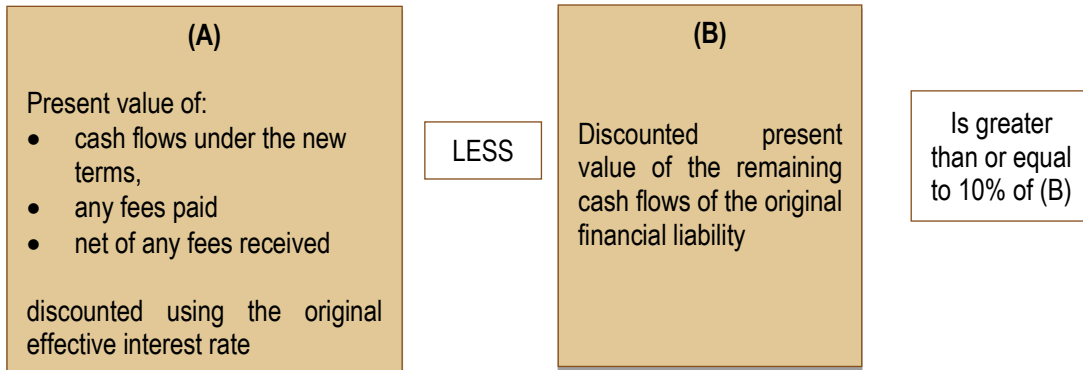 (A)
Present value of:
• cash flows under the new
terms,
• any fees paid
• net of any fees received
discounted using the original
effective interest rate
LESS
(B)
Discounted present
value of the remaining
cash flows of the original
financial liability
Is greater
than or equal
to 10% of (B)